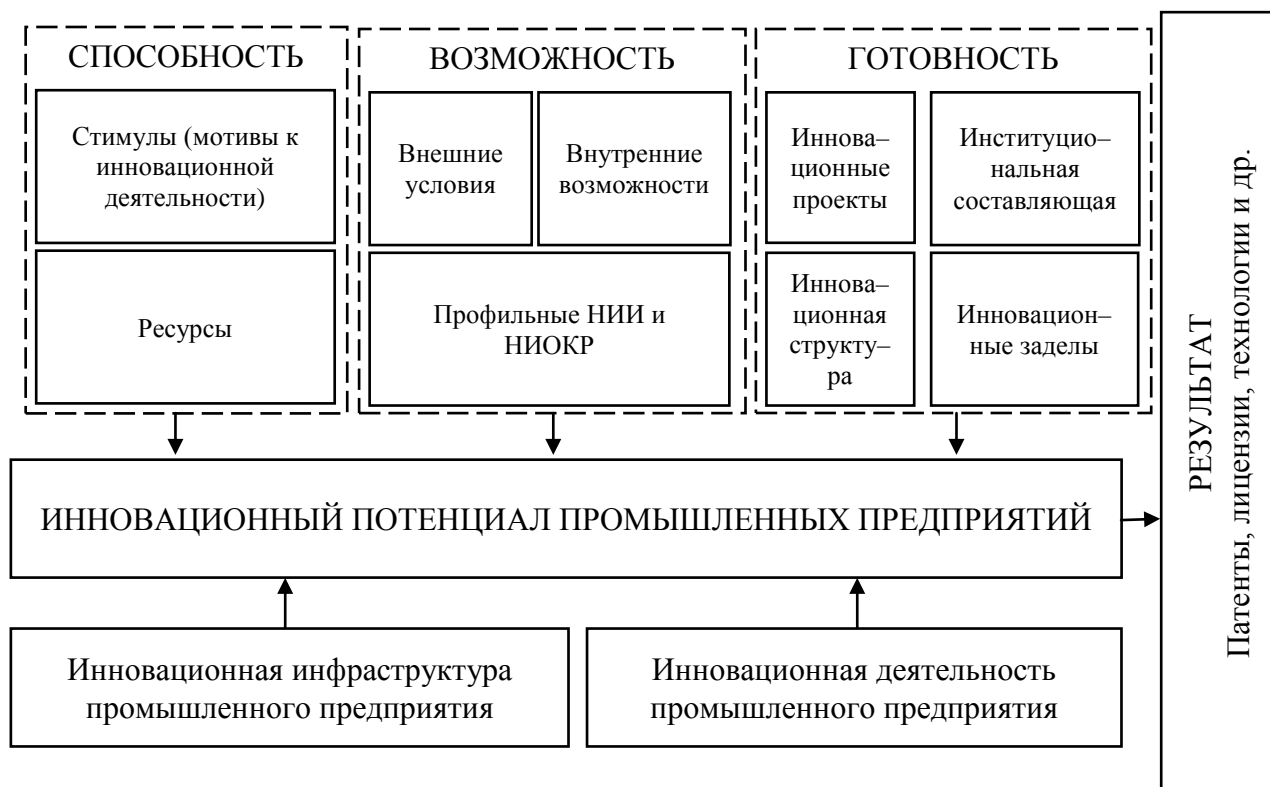 СПОСОБНОСТЬ
Стимулы (мотивы к
инновационной
деятельности)
Ресурсы
ВОЗМОЖНОСТЬ
Внешние
условия
Внутренние
возможности
Профильные НИИ и
НИОКР
ГОТОВНОСТЬ
Иннова–
ционные
проекты
Институцио–
нальная
составляющая
Иннова–
ционная
структу–
ра
Инновацион–
ные заделы
ИННОВАЦИОННЫЙ ПОТЕНЦИАЛ ПРОМЫШЛЕННЫХ ПРЕДПРИЯТИЙ
Инновационная инфраструктура
промышленного предприятия
Инновационная деятельность
промышленного предприятия
РЕЗУЛЬТАТ
Патенты, лицензии, технологии и др.